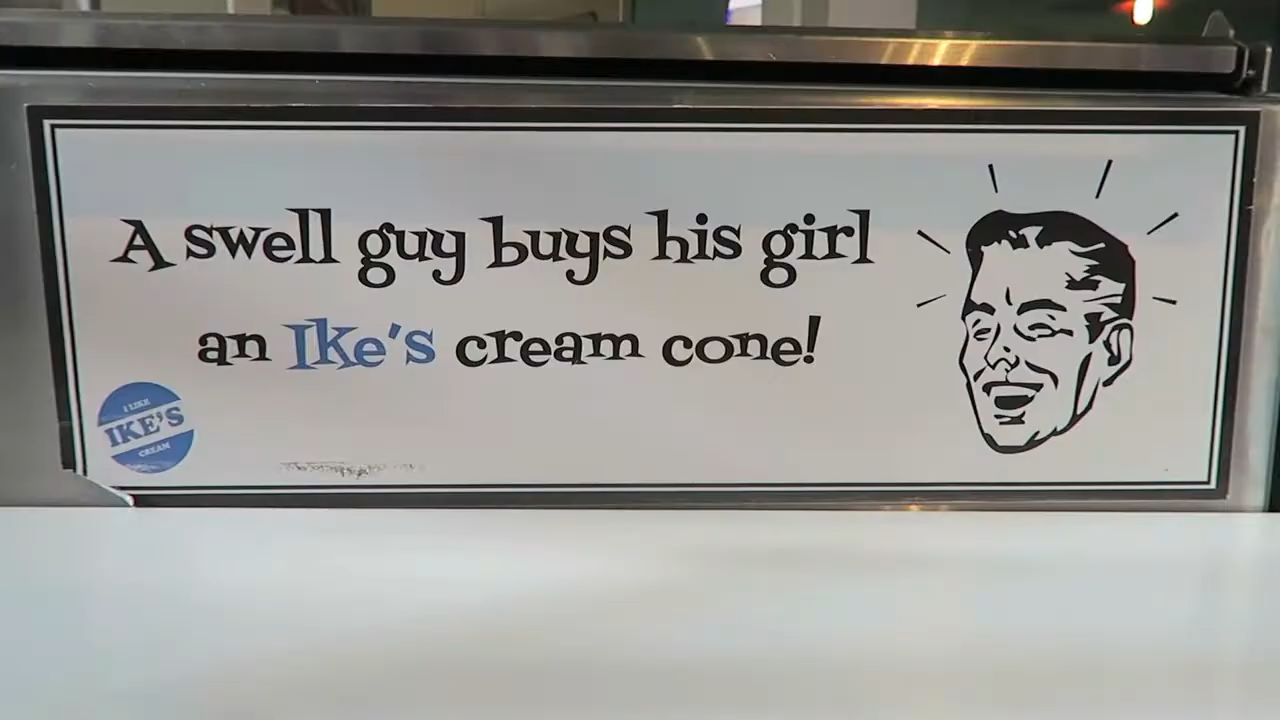 A swell guy buys his girl
an Ike's cream cone!
I LIKE
IKE'S
CREAM